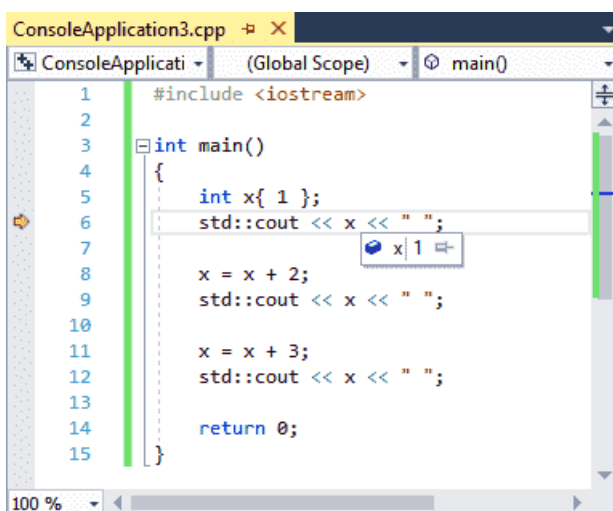 ConsoleApplication3.cpp
ConsoleApplicati (Global Scope) main()
1 #include <iostream>
2
3 int main()
4 {
5 int x{ 1 };
6 std::cout << x << " ";
7 x 1
8 x = x + 2;
9 std::cout << x << " ";
10
11 x = x + 3;
12 std::cout << x << " ";
13
14 return 0;
15 }
100 %